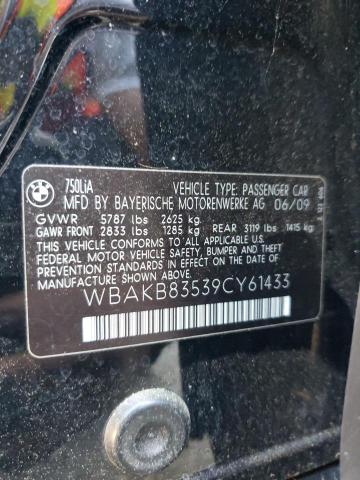 BMW
750LiA VEHICLE TYPE: PASSENGER CAR
MFD BY BAYERISCHE MOTORENWERKE AG 06/09
GVWR 5787 lbs 2625 kg
GAWR FRONT 2833 lbs 1285 kg REAR 3119 lbs 1415 kg
THIS VEHICLE CONFORMS TO ALL APPLICABLE U.S.
FEDERAL MOTOR VEHICLE SAFETY, BUMPER, AND THEFT
PREVENTION STANDARDS IN EFFECT ON THE DATE OF
MANUFACTURE SHOWN ABOVE.
WBAKB83539CY61433